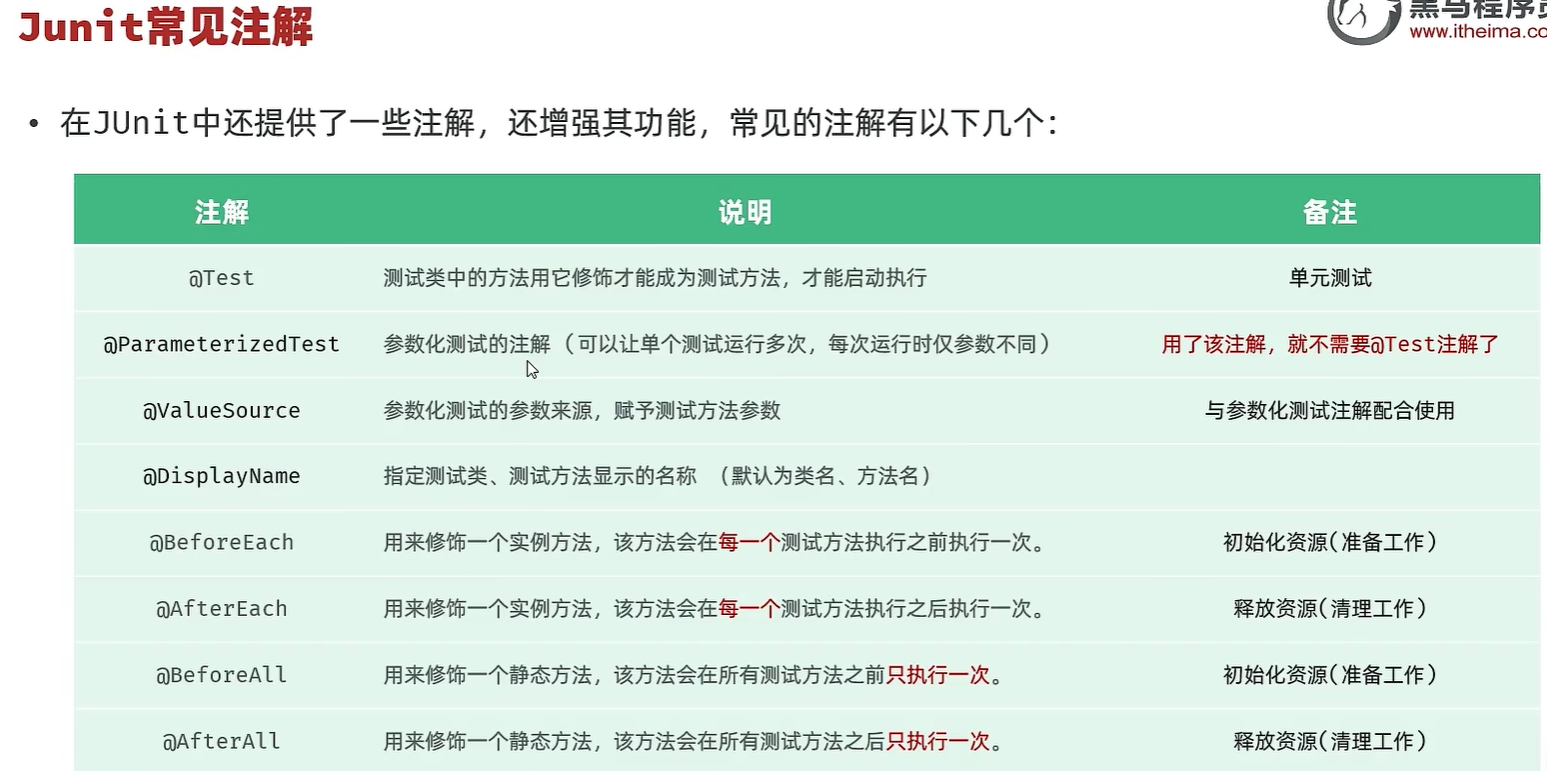 Junit常见注解
黑马程序员
www.itheima.co
• 在JUnit中还提供了一些注解，还增强其功能，常见的注解有以下几个：
注解 说明 备注
@Test 测试类中的方法用它修饰才能成为测试方法，才能启动执行 单元测试
@ParameterizedTest 参数化测试的注解（可以让单个测试运行多次，每次运行时仅参数不同） 用了该注解，就不需要@Test注解了
@ValueSource 参数化测试的参数来源，赋予测试方法参数 与参数化测试注解配合使用
@DisplayName 指定测试类、测试方法显示的名称 （默认为类名、方法名）
@BeforeEach 用来修饰一个实例方法，该方法会在每一个测试方法执行之前执行一次。 初始化资源(准备工作)
@AfterEach 用来修饰一个实例方法，该方法会在每一个测试方法执行之后执行一次。 释放资源(清理工作)
@BeforeAll 用来修饰一个静态方法，该方法会在所有测试方法之前只执行一次。 初始化资源(准备工作)
@AfterAll 用来修饰一个静态方法，该方法会在所有测试方法之后只执行一次。 释放资源(清理工作)